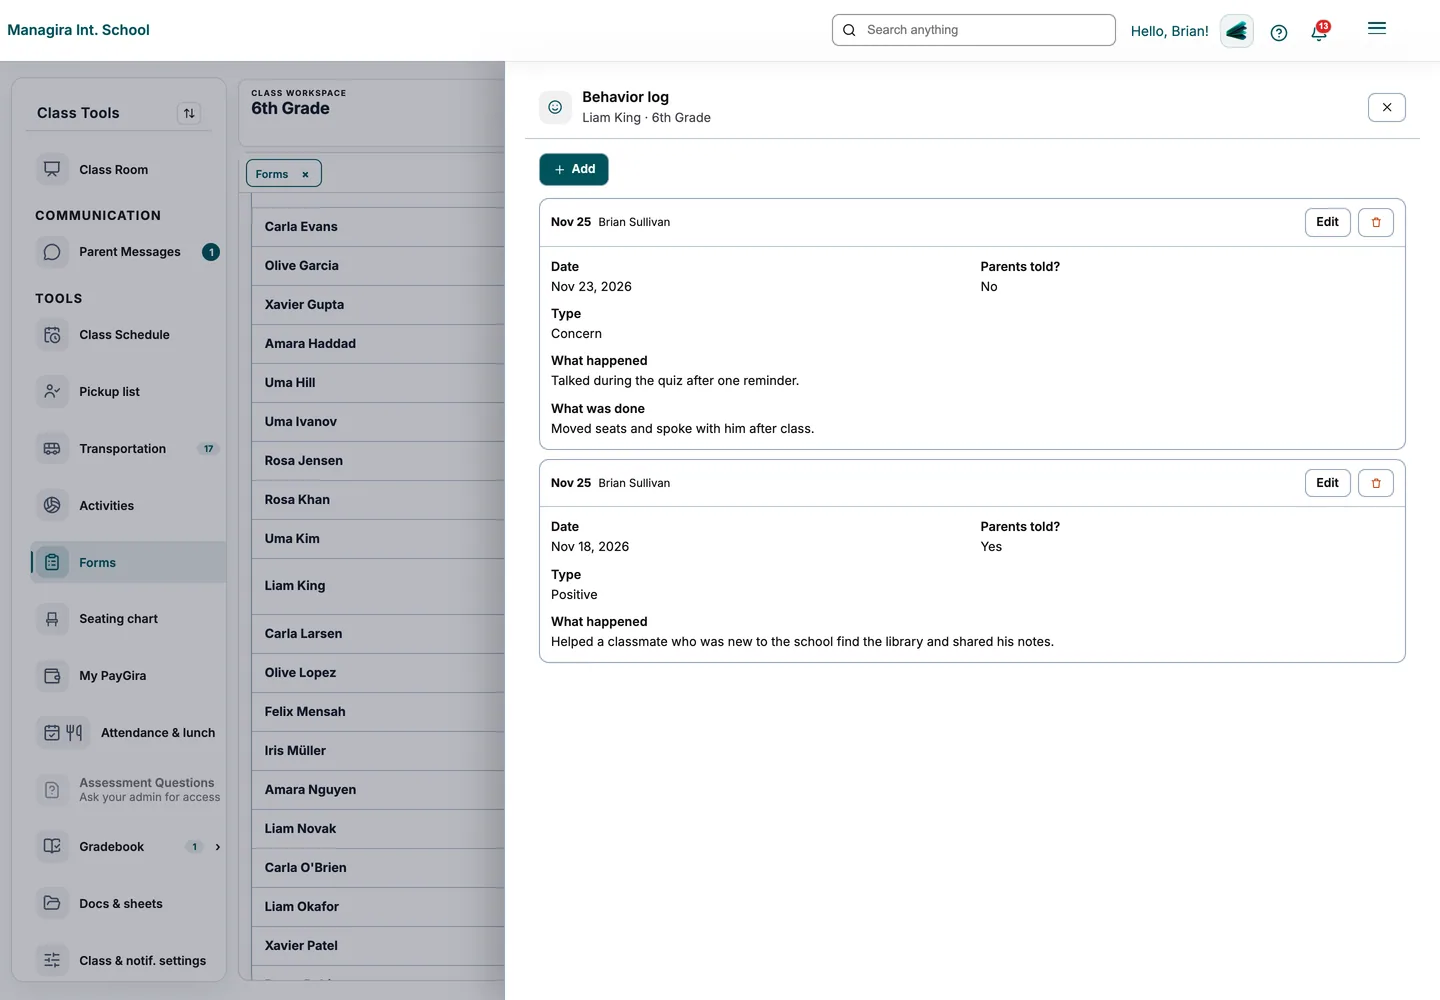 Managira Int. School
Search anything
Hello, Brian!
13
Class Tools
Class Room
COMMUNICATION
Parent Messages 1
TOOLS
Class Schedule
Pickup list
Transportation 17
Activities
Forms
Seating chart
My PayGira
Attendance & lunch
Assessment Questions
Ask your admin for access
Gradebook 1
Docs & sheets
Class & notif. settings
CLASS WORKSPACE
6th Grade
Forms ×
Carla Evans
Olive Garcia
Xavier Gupta
Amara Haddad
Uma Hill
Uma Ivanov
Rosa Jensen
Rosa Khan
Uma Kim
Liam King
Carla Larsen
Olive Lopez
Felix Mensah
Iris Müller
Amara Nguyen
Liam Novak
Carla O'Brien
Liam Okafor
Xavier Patel
Behavior log
Liam King · 6th Grade
+ Add
Nov 25 Brian Sullivan
Edit
Date
Nov 23, 2026
Parents told?
No
Type
Concern
What happened
Talked during the quiz after one reminder.
What was done
Moved seats and spoke with him after class.
Nov 25 Brian Sullivan
Edit
Date
Nov 18, 2026
Parents told?
Yes
Type
Positive
What happened
Helped a classmate who was new to the school find the library and shared his notes.